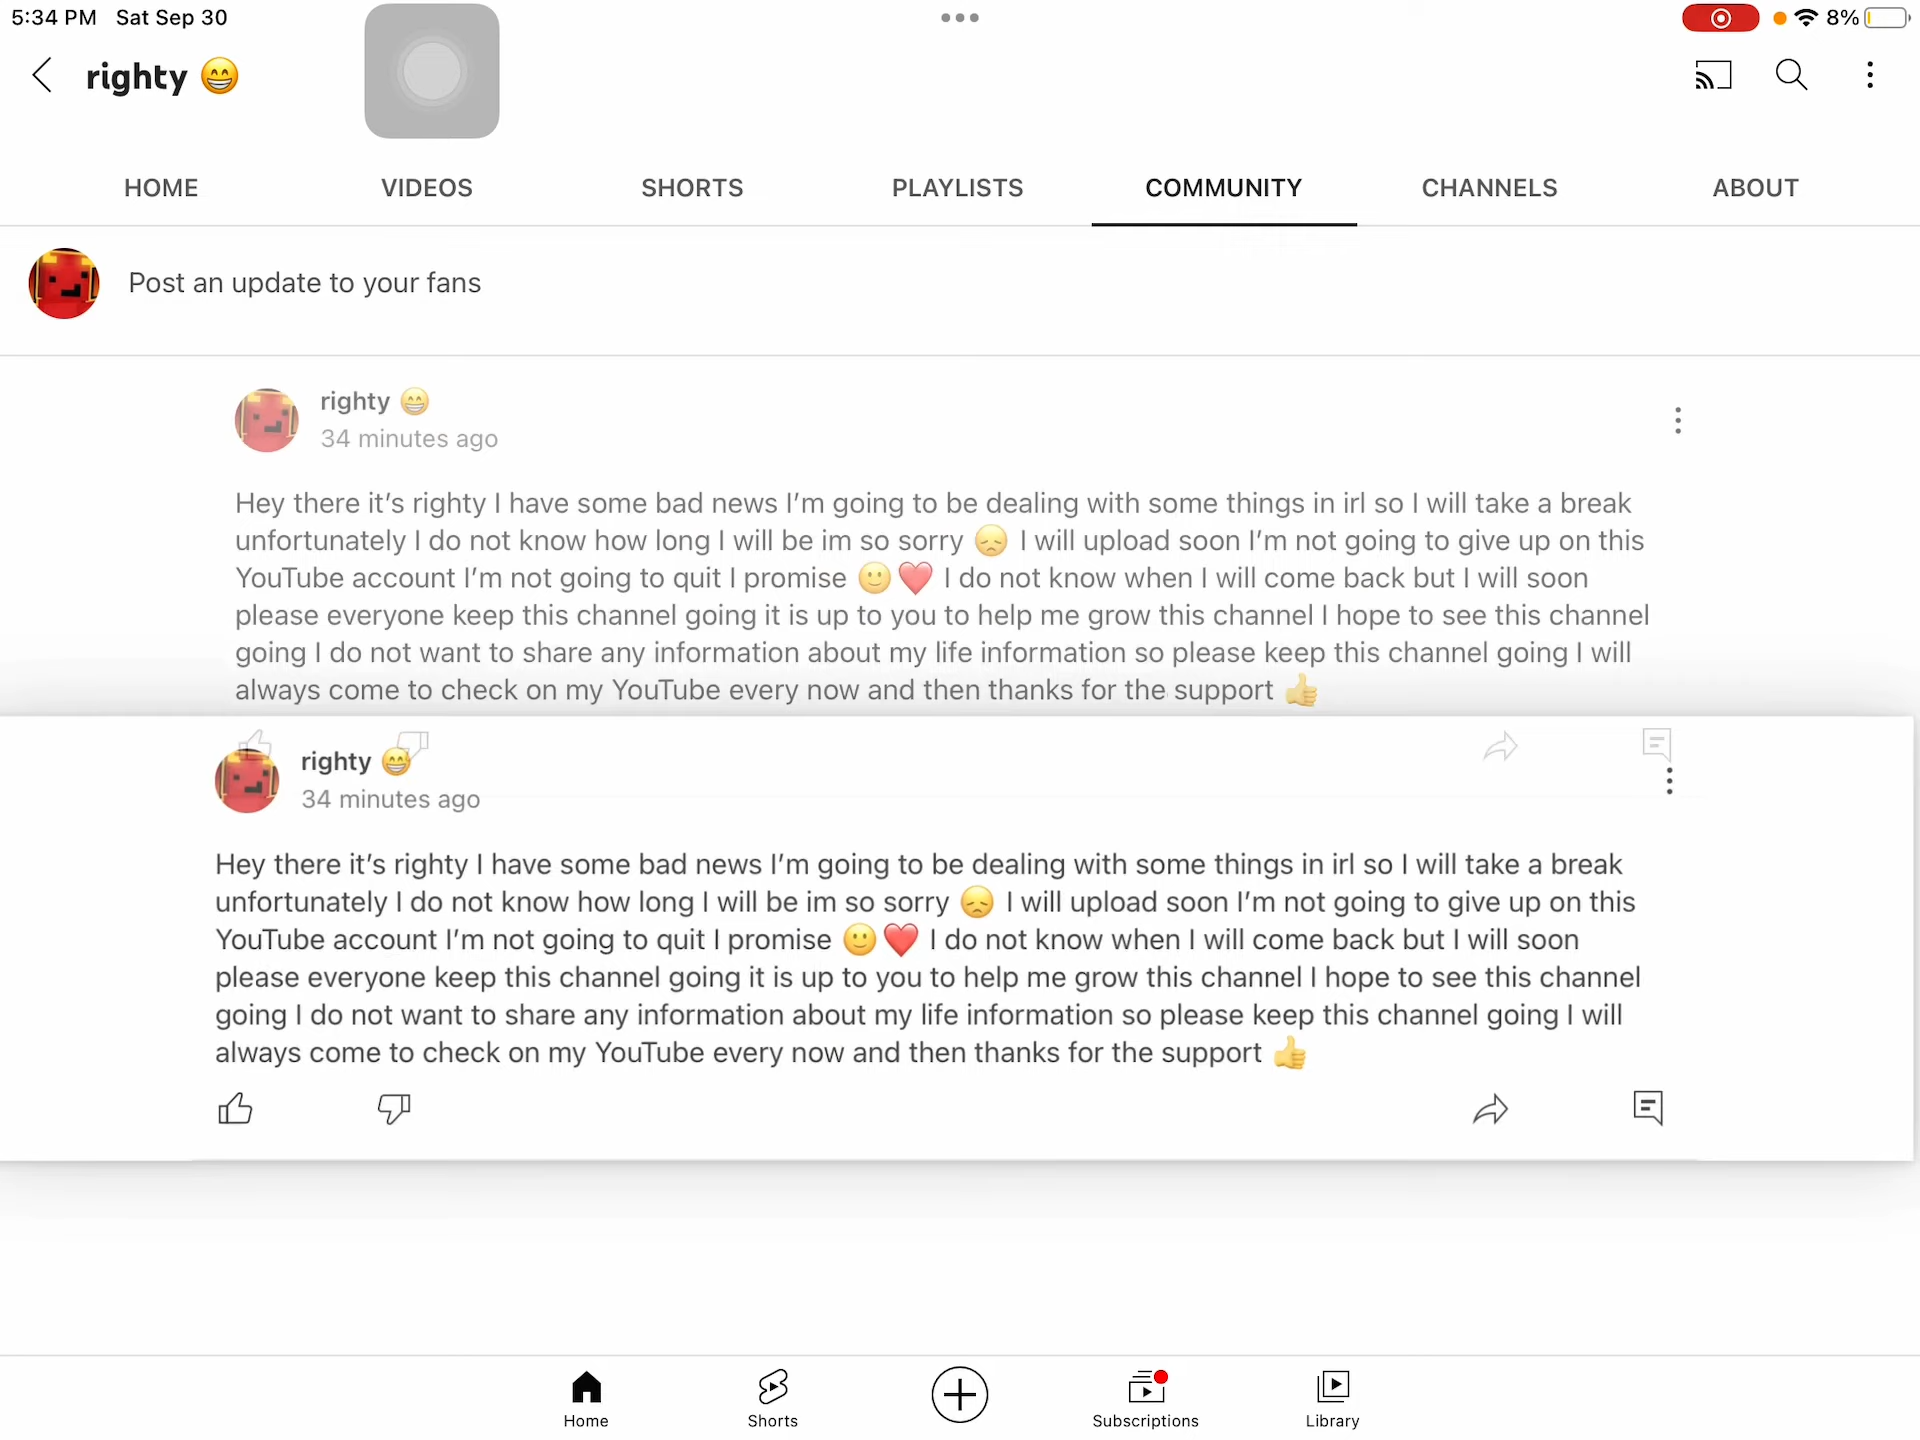 5:34 PM Sat Sep 30
8%
righty 😁
HOME VIDEOS SHORTS PLAYLISTS COMMUNITY CHANNELS ABOUT
Post an update to your fans
righty 😁
34 minutes ago
Hey there it’s righty I have some bad news I’m going to be dealing with some things in irl so I will take a break
unfortunately I do not know how long I will be im so sorry 😞 I will upload soon I’m not going to give up on this
YouTube account I’m not going to quit I promise 🙂❤️ I do not know when I will come back but I will soon
please everyone keep this channel going it is up to you to help me grow this channel I hope to see this channel
going I do not want to share any information about my life information so please keep this channel going I will
always come to check on my YouTube every now and then thanks for the support 👍
righty 😁
34 minutes ago
Hey there it’s righty I have some bad news I’m going to be dealing with some things in irl so I will take a break
unfortunately I do not know how long I will be im so sorry 😞 I will upload soon I’m not going to give up on this
YouTube account I’m not going to quit I promise 🙂❤️ I do not know when I will come back but I will soon
please everyone keep this channel going it is up to you to help me grow this channel I hope to see this channel
going I do not want to share any information about my life information so please keep this channel going I will
always come to check on my YouTube every now and then thanks for the support 👍
Home Shorts Subscriptions Library